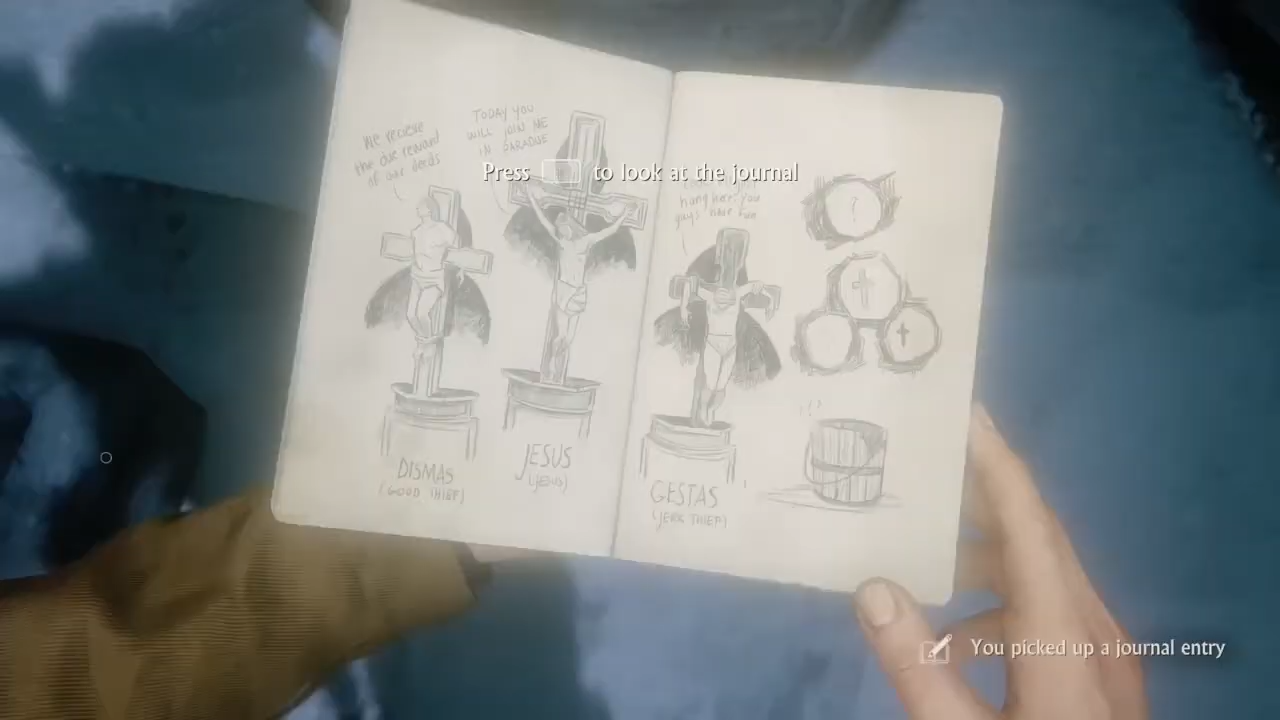 We recieve
the due reward
of our deeds
TODAY YOU
WILL JOIN ME
IN PARADISE
Press to look at the journal
hang here. you
guys have fun
DISMAS
(GOOD THIEF)
JESUS
(JESUS)
GESTAS
(JERK THIEF)
?
You picked up a journal entry